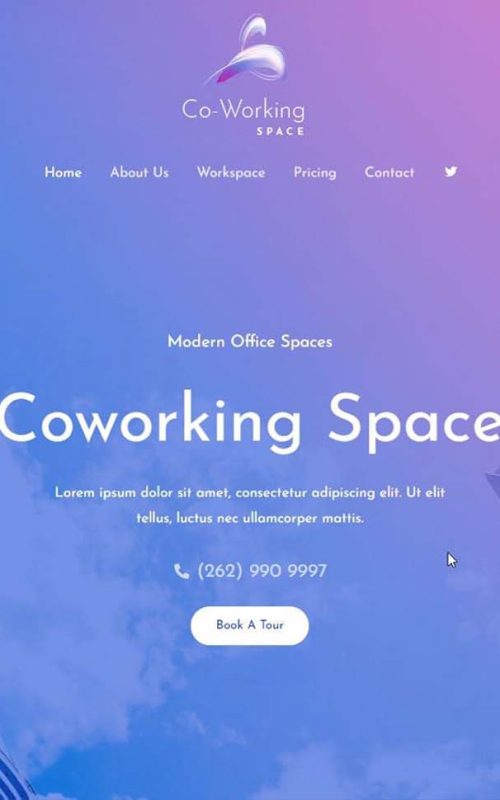 Co-Working
SPACE
Home About Us Workspace Pricing Contact
Modern Office Spaces
Coworking Space
Lorem ipsum dolor sit amet, consectetur adipiscing elit. Ut elit
tellus, luctus nec ullamcorper mattis.
(262) 990 9997
Book A Tour